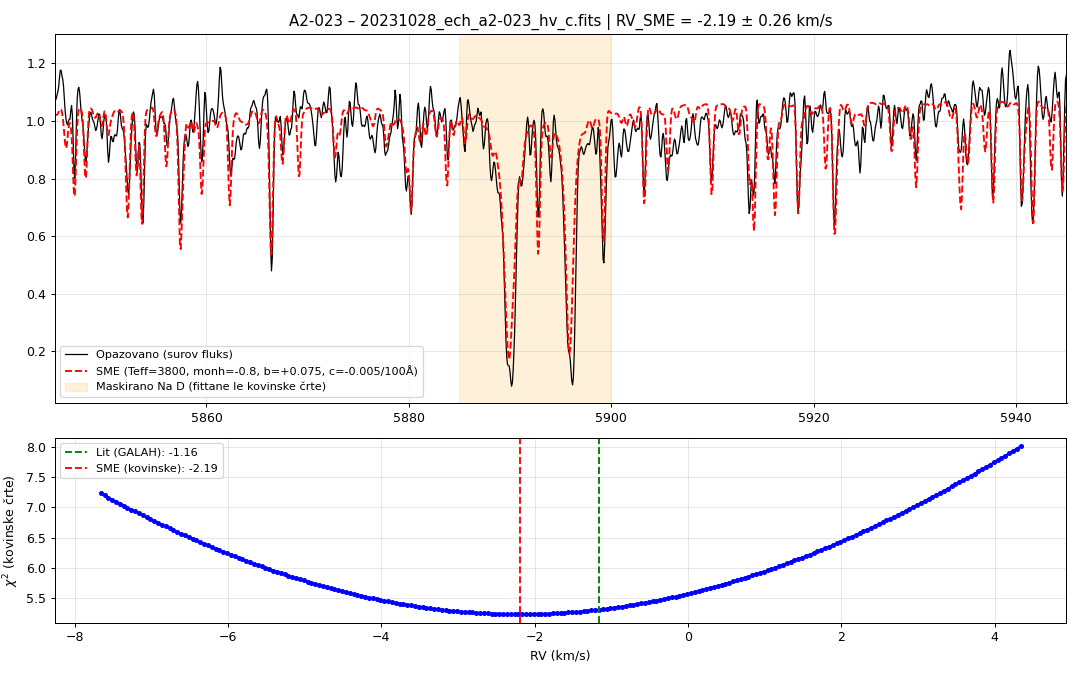 A2-023 – 20231028_ech_a2-023_hv_c.fits | RV_SME = -2.19 ± 0.26 km/s
1.2
1.0
0.8
0.6
0.4
0.2
Opazovano (surov fluks)
SME (Teff=3800, monh=-0.8, b=+0.075, c=-0.005/100Å)
Maskirano Na D (fittane le kovinske črte)
5860 5880 5900 5920 5940
χ² (kovinske črte)
8.0
7.5
7.0
6.5
6.0
5.5
Lit (GALAH): -1.16
SME (kovinske): -2.19
−8 −6 −4 −2 0 2 4
RV (km/s)